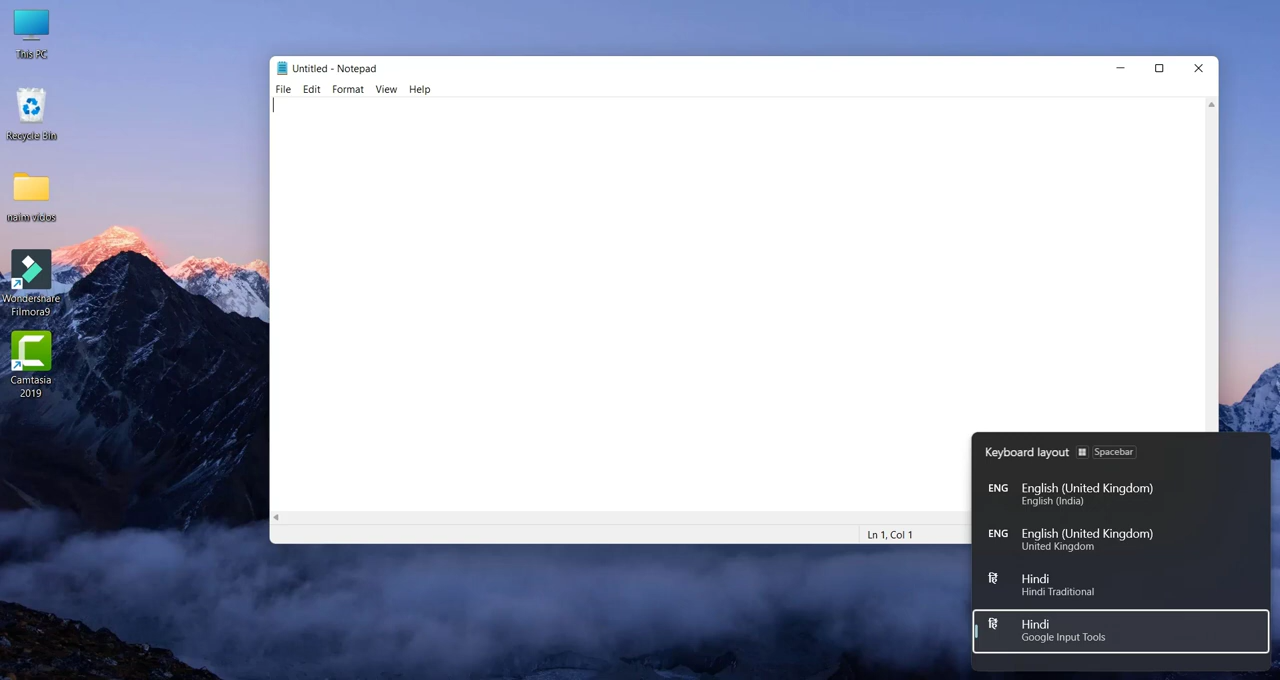 This PC
Recycle Bin
naim vidos
Wondershare
Filmora9
Camtasia
2019
Untitled - Notepad
File Edit Format View Help
Ln 1, Col 1
Keyboard layout Spacebar
ENG English (United Kingdom)
English (India)
ENG English (United Kingdom)
United Kingdom
हिं Hindi
Hindi Traditional
हिं Hindi
Google Input Tools